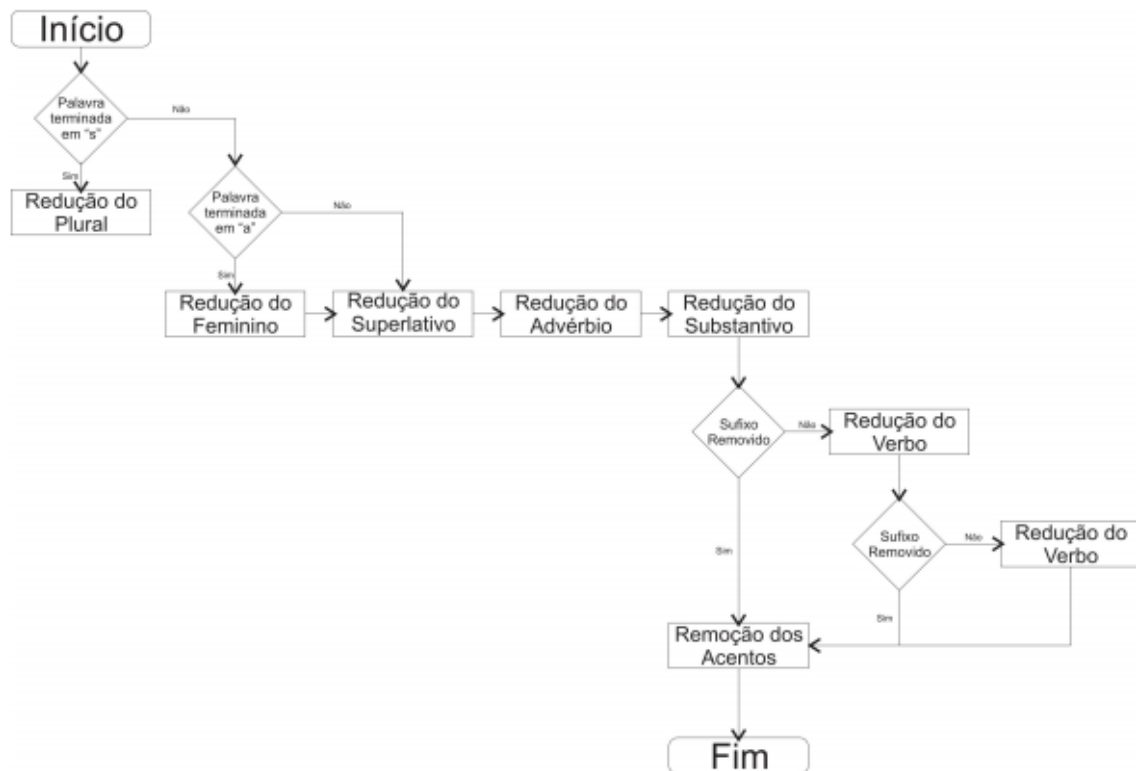 Início
Palavra
terminada
em "s"
Não
Sim
Redução do
Plural
Palavra
terminada
em "a"
Não
Sim
Redução do
Feminino
Redução do
Superlativo
Redução do
Advérbio
Redução do
Substantivo
Sufixo
Removido
Não
Redução do
Verbo
Sufixo
Removido
Não
Redução do
Verbo
Sim
Sim
Remoção dos
Acentos
Fim